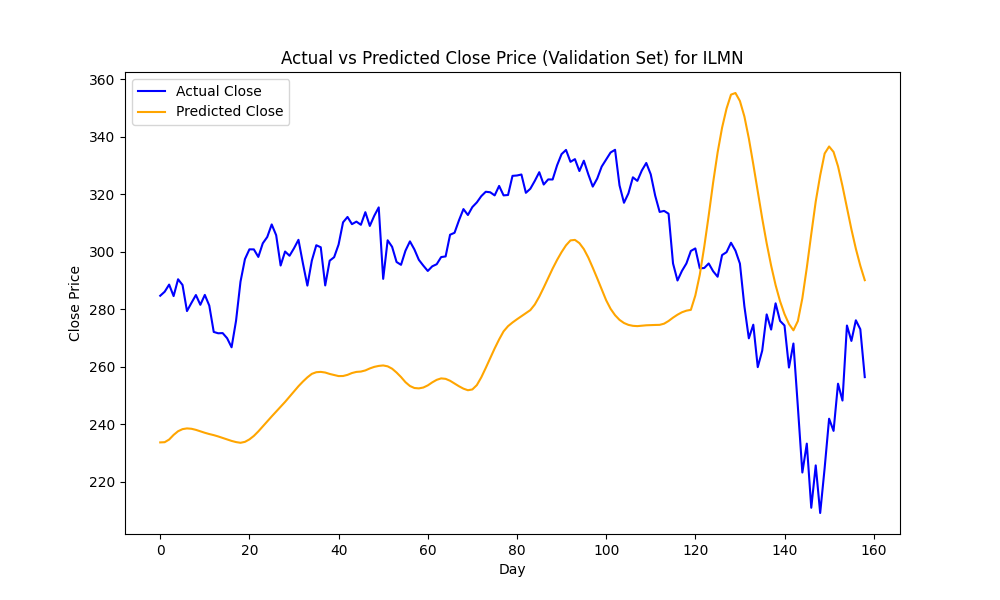 Actual vs Predicted Close Price (Validation Set) for ILMN
Actual Close
Predicted Close
Close Price
360
340
320
300
280
260
240
220
0 20 40 60 80 100 120 140 160
Day